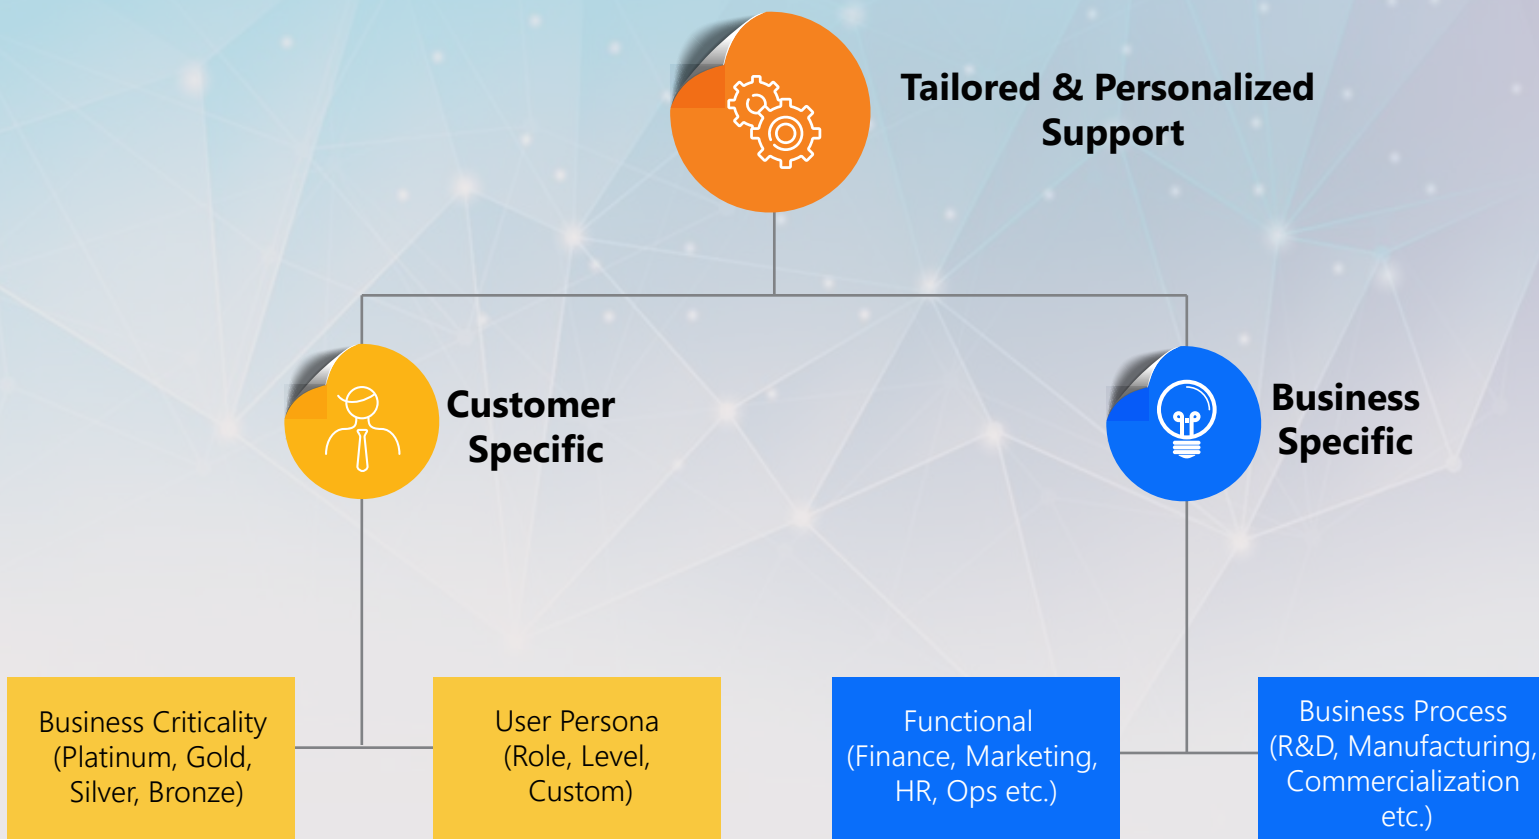 Tailored & Personalized
Support
Customer
Specific
Business
Specific
Business Criticality
(Platinum, Gold,
Silver, Bronze)
User Persona
(Role, Level,
Custom)
Functional
(Finance, Marketing,
HR, Ops etc.)
Business Process
(R&D, Manufacturing,
Commercialization
etc.)